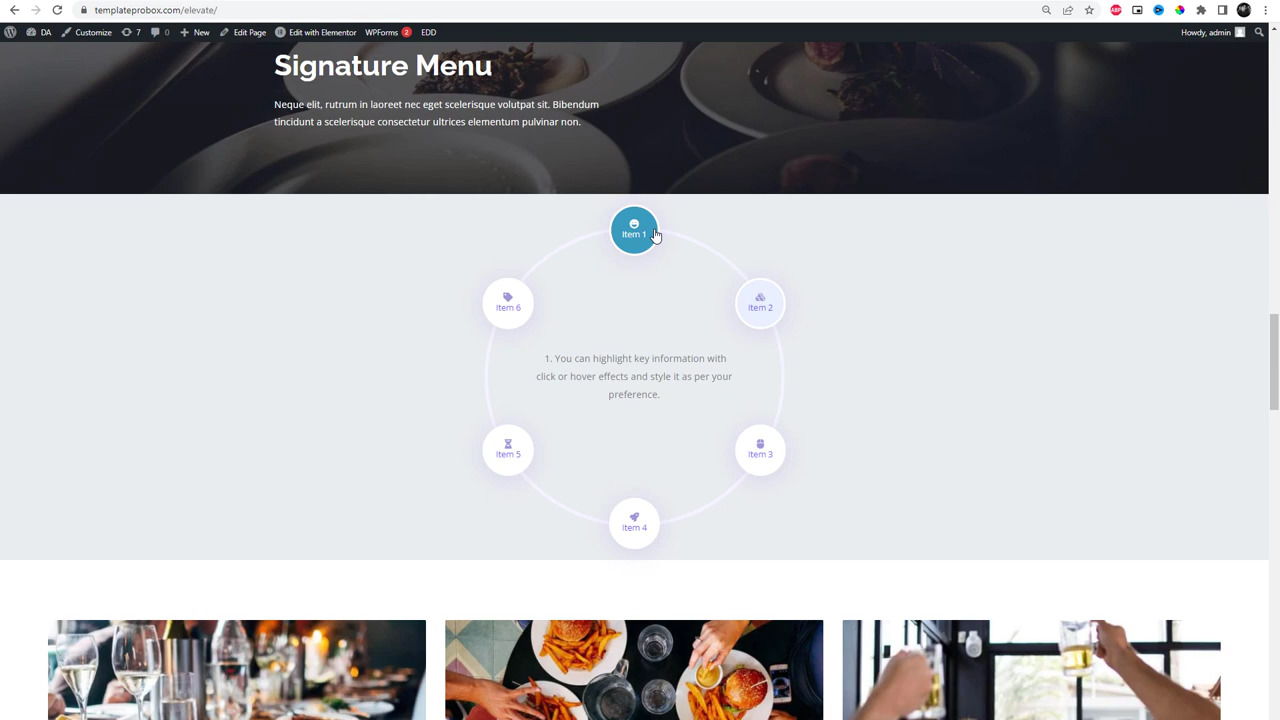 templateprobox.com/elevate/
DA
Customize
7
0
New
Edit Page
Edit with Elementor
WPForms 2
EDD
Howdy, admin
Signature Menu
Neque elit, rutrum in laoreet nec eget scelerisque volutpat sit. Bibendum
tincidunt a scelerisque consectetur ultrices elementum pulvinar non.
Item 1
Item 6
Item 2
1. You can highlight key information with
click or hover effects and style it as per your
preference.
Item 5
Item 3
Item 4